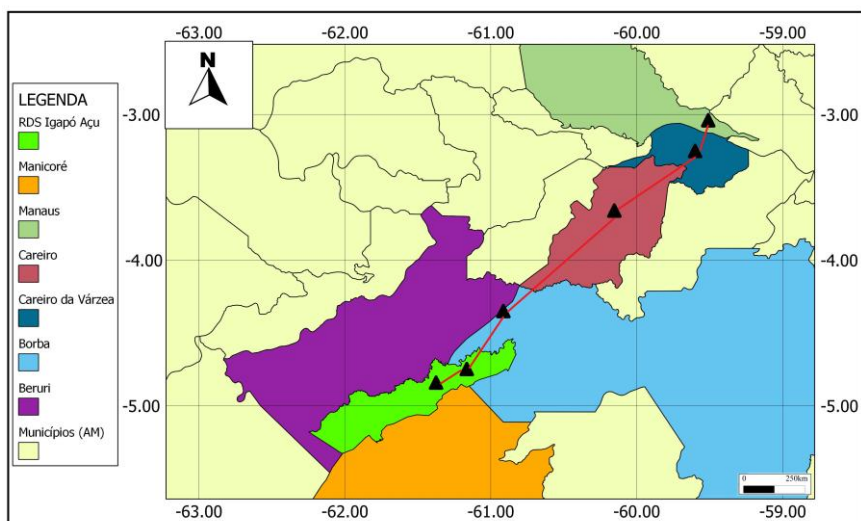 -63.00 -62.00 -61.00 -60.00 -59.00
N
-3.00 -3.00
LEGENDA
RDS Igapó Açu
Manicoré
Manaus
Careiro
Careiro da Várzea
Borba
Beruri
Municípios (AM)
-4.00 -4.00
-5.00 -5.00
0 250km
-63.00 -62.00 -61.00 -60.00 -59.00